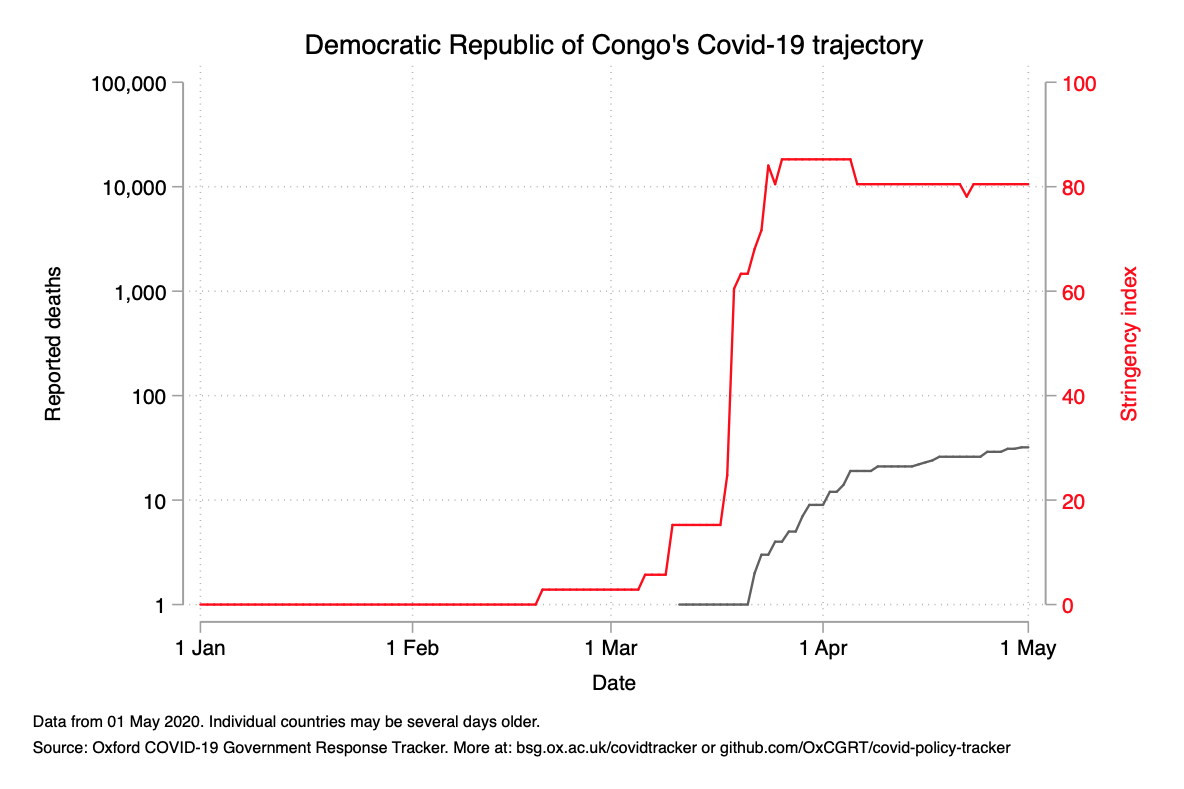 Democratic Republic of Congo's Covid-19 trajectory
100,000
10,000
1,000
100
10
1
Reported deaths
100
80
60
40
20
0
Stringency index
1 Jan
1 Feb
1 Mar
1 Apr
1 May
Date
Data from 01 May 2020. Individual countries may be several days older.
Source: Oxford COVID-19 Government Response Tracker. More at: bsg.ox.ac.uk/covidtracker or github.com/OxCGRT/covid-policy-tracker